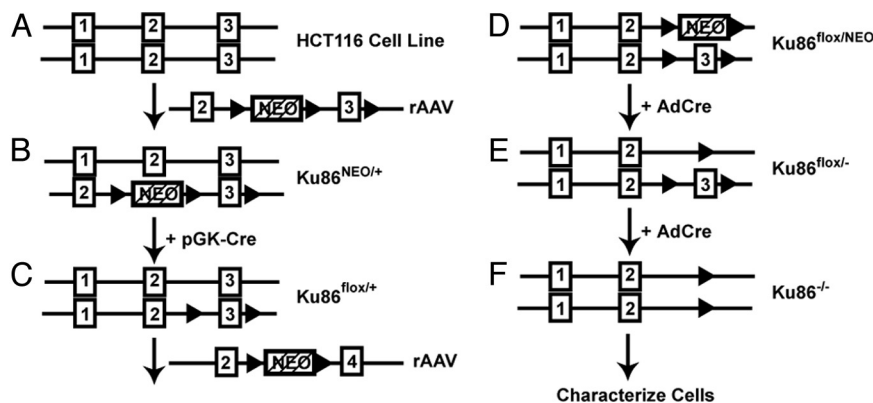 A
1 2 3
1 2 3
HCT116 Cell Line
2 NEO 3 rAAV
B
1 2 3
2 NEO 3
Ku86NEO/+
+ pGK-Cre
C
1 2 3
1 2 3
Ku86flox/+
2 NEO 4 rAAV
D
1 2 NEO
1 2 3
Ku86flox/NEO
+ AdCre
E
1 2
1 2 3
Ku86flox/-
+ AdCre
F
1 2
1 2
Ku86-/-
Characterize Cells